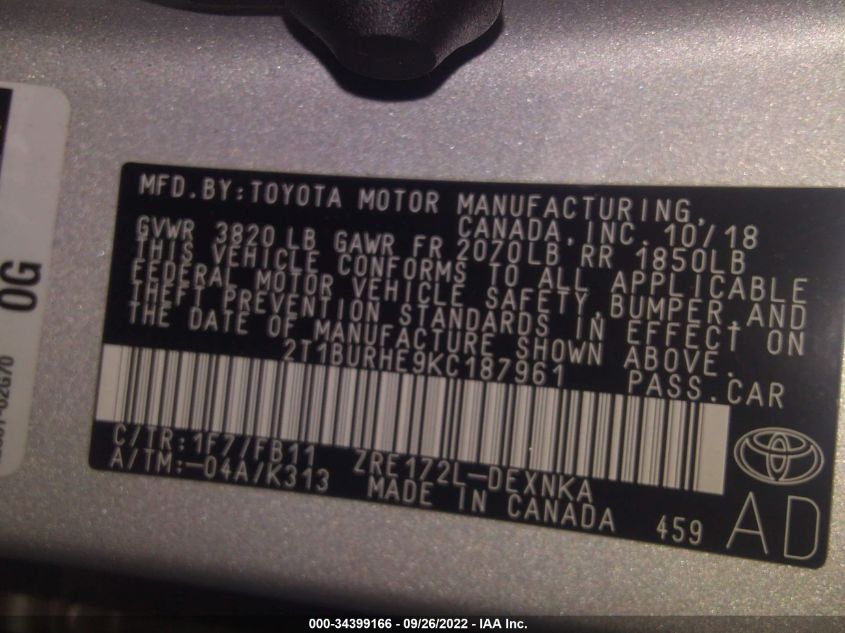 MFD.BY:TOYOTA MOTOR MANUFACTURING,
CANADA, INC. 10/18
GVWR 3820 LB GAWR FR 2070LB RR 1850LB
THIS VEHICLE CONFORMS TO ALL APPLICABLE
FEDERAL MOTOR VEHICLE SAFETY, BUMPER AND
THEFT PREVENTION STANDARDS IN EFFECT ON
THE DATE OF MANUFACTURE SHOWN ABOVE.
2T1BURHE9KC187961 PASS.CAR
C/TR:1F7/FB11 ZRE172L-DEXNKA
A/TM:-04A/K313 MADE IN CANADA 459
AD
0G
000-34399166 - 09/26/2022 - IAA Inc.